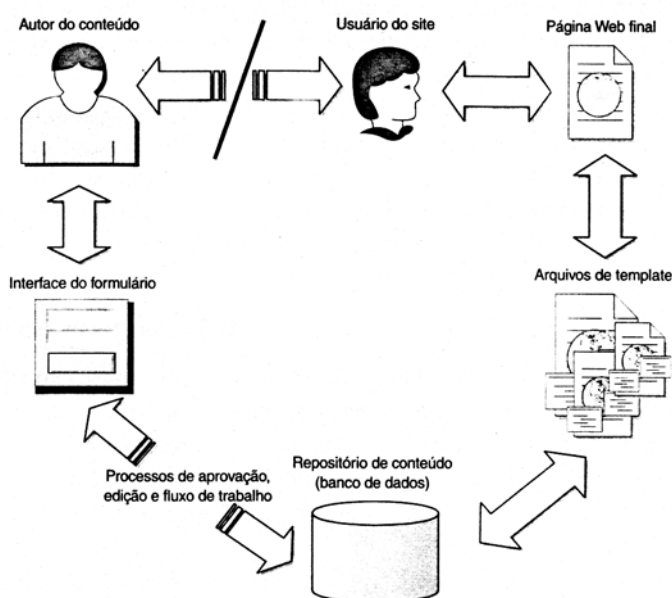 Autor do conteúdo
Usuário do site
Página Web final
Interface do formulário
Arquivos de template
Processos de aprovação,
edição e fluxo de trabalho
Repositório de conteúdo
(banco de dados)